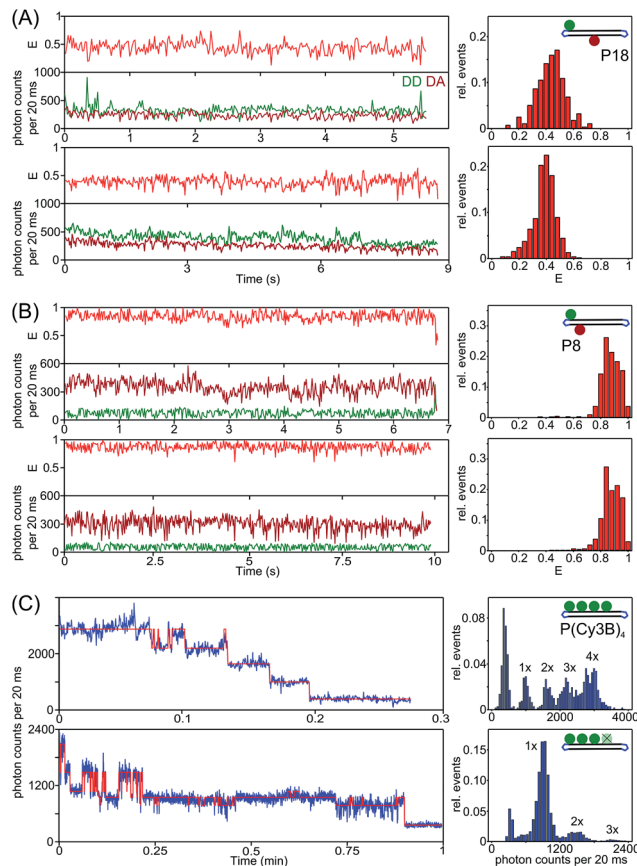 (A)
1
E
0.5
1000
DD DA
photon counts
per 20 ms
500
0
0 1 2 3 4 5
1
E
0.5
1000
photon counts
per 20 ms
500
0
0 3 6 9
Time (s)
rel. events
0.2
0.1
0
P18
0 0.2 0.4 0.6 0.8 1
rel. events
0.2
0.1
0
0 0.2 0.4 0.6 0.8 1
E
(B)
1
E
0.5
600
photon counts
per 20 ms
300
0
0 1 2 3 4 5 6 7
1
E
0.5
600
photon counts
per 20 ms
300
0
0 2.5 5 7.5 10
Time (s)
rel. events
0.3
0.2
0.1
0
P8
0 0.2 0.4 0.6 0.8 1
rel. events
0.3
0.2
0.1
0
0 0.2 0.4 0.6 0.8 1
E
(C)
photon counts per 20 ms
2000
0
0 0.1 0.2 0.3
2400
1200
0
0 0.25 0.5 0.75 1
Time (min)
rel. events
0.08
0.04
0
P(Cy3B)4
1x 2x 3x 4x
0 2000 4000
rel. events
0.15
0.10
0.05
0
1x
2x
3x
0 1200 2400
photon counts per 20 ms